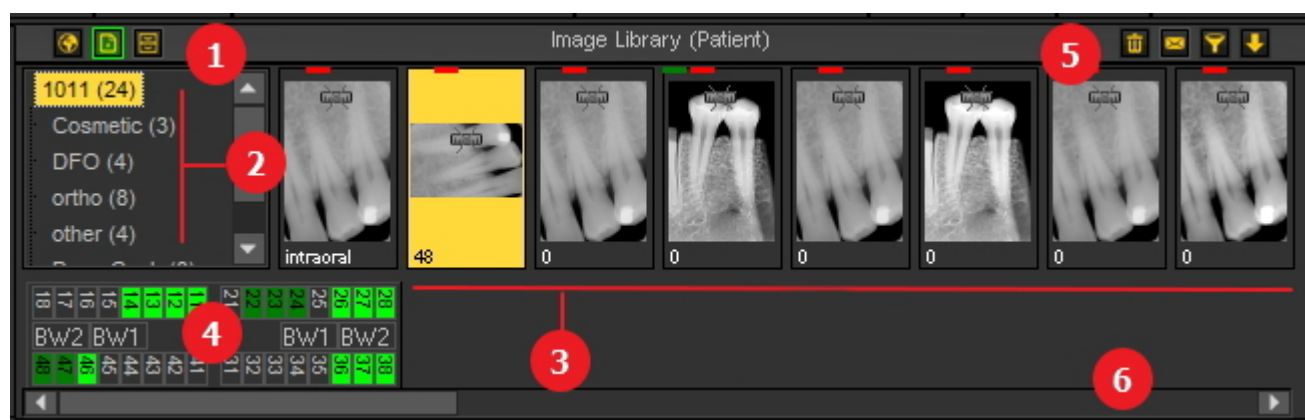 Image Library (Patient)
1
5
1011 (24)
Cosmetic (3)
DFO (4)
ortho (8)
other (4)
2
intraoral
48
0
0
0
0
0
0
18 17 16 15 14 13 12 11 21 22 23 24 25 26 27 28
BW2 BW1 BW1 BW2
4
48 47 46 45 44 43 42 41 31 32 33 34 35 36 37 38
3
6